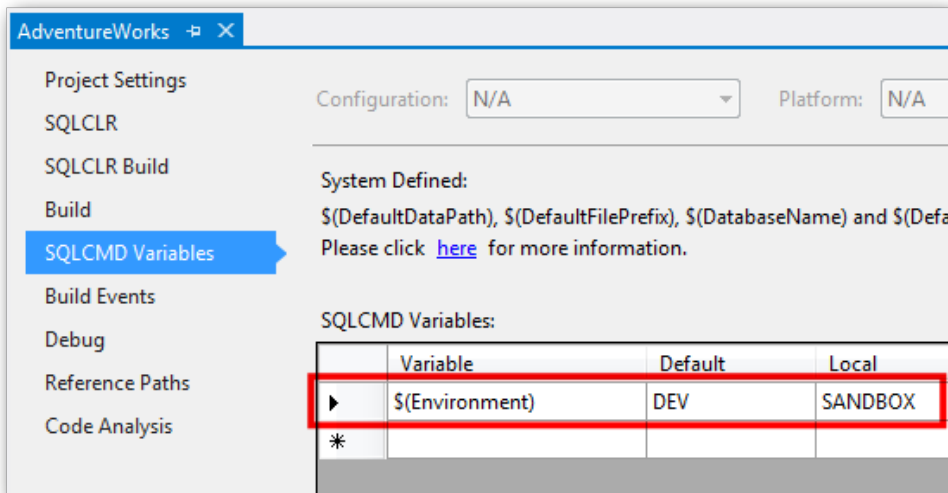 AdventureWorks
Project Settings
SQLCLR
SQLCLR Build
Build
SQLCMD Variables
Build Events
Debug
Reference Paths
Code Analysis
Configuration: N/A Platform: N/A
System Defined:
$(DefaultDataPath), $(DefaultFilePrefix), $(DatabaseName) and $(Defa
Please click here for more information.
SQLCMD Variables:
Variable Default Local
$(Environment) DEV SANDBOX